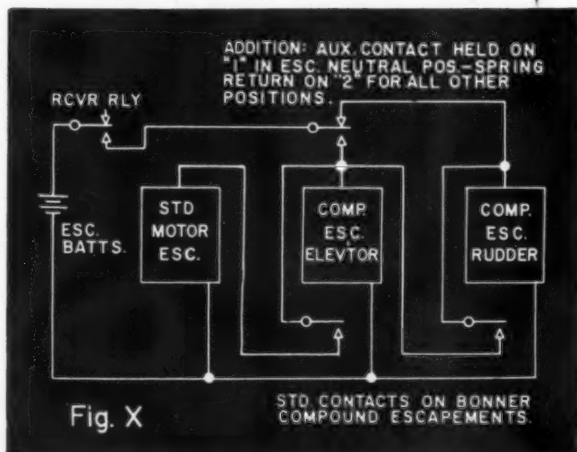 ADDITION: AUX. CONTACT HELD ON
"1" IN ESC. NEUTRAL POS.-SPRING
RETURN ON "2" FOR ALL OTHER
POSITIONS.
RCVR RLY
ESC.
BATTS.
STD
MOTOR
ESC.
COMP.
ESC.
ELEVTOR
COMP.
ESC.
RUDDER
STD CONTACTS ON BONNER
COMPOUND ESCAPEMENTS.
Fig. X